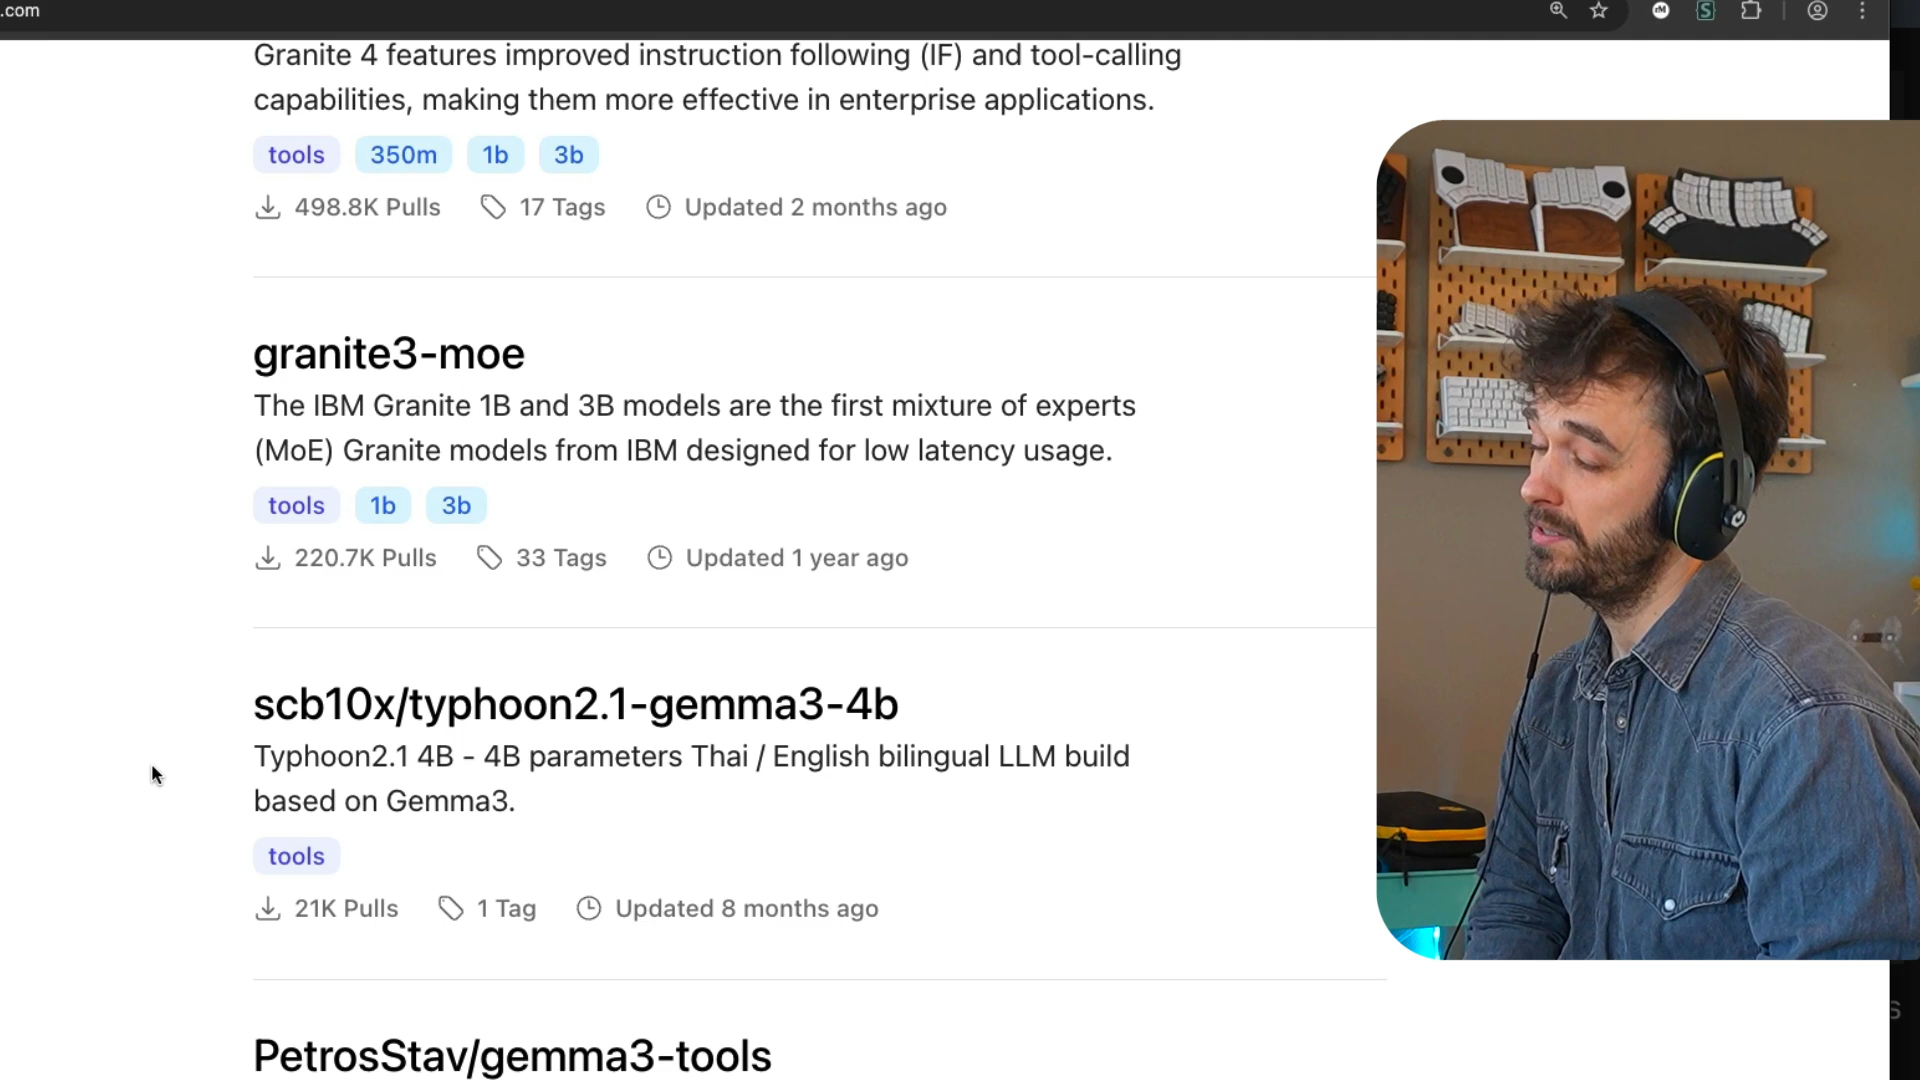 .com
Granite 4 features improved instruction following (IF) and tool-calling
capabilities, making them more effective in enterprise applications.
tools 350m 1b 3b
498.8K Pulls 17 Tags Updated 2 months ago
granite3-moe
The IBM Granite 1B and 3B models are the first mixture of experts
(MoE) Granite models from IBM designed for low latency usage.
tools 1b 3b
220.7K Pulls 33 Tags Updated 1 year ago
scb10x/typhoon2.1-gemma3-4b
Typhoon2.1 4B - 4B parameters Thai / English bilingual LLM build
based on Gemma3.
tools
21K Pulls 1 Tag Updated 8 months ago
PetrosStav/gemma3-tools